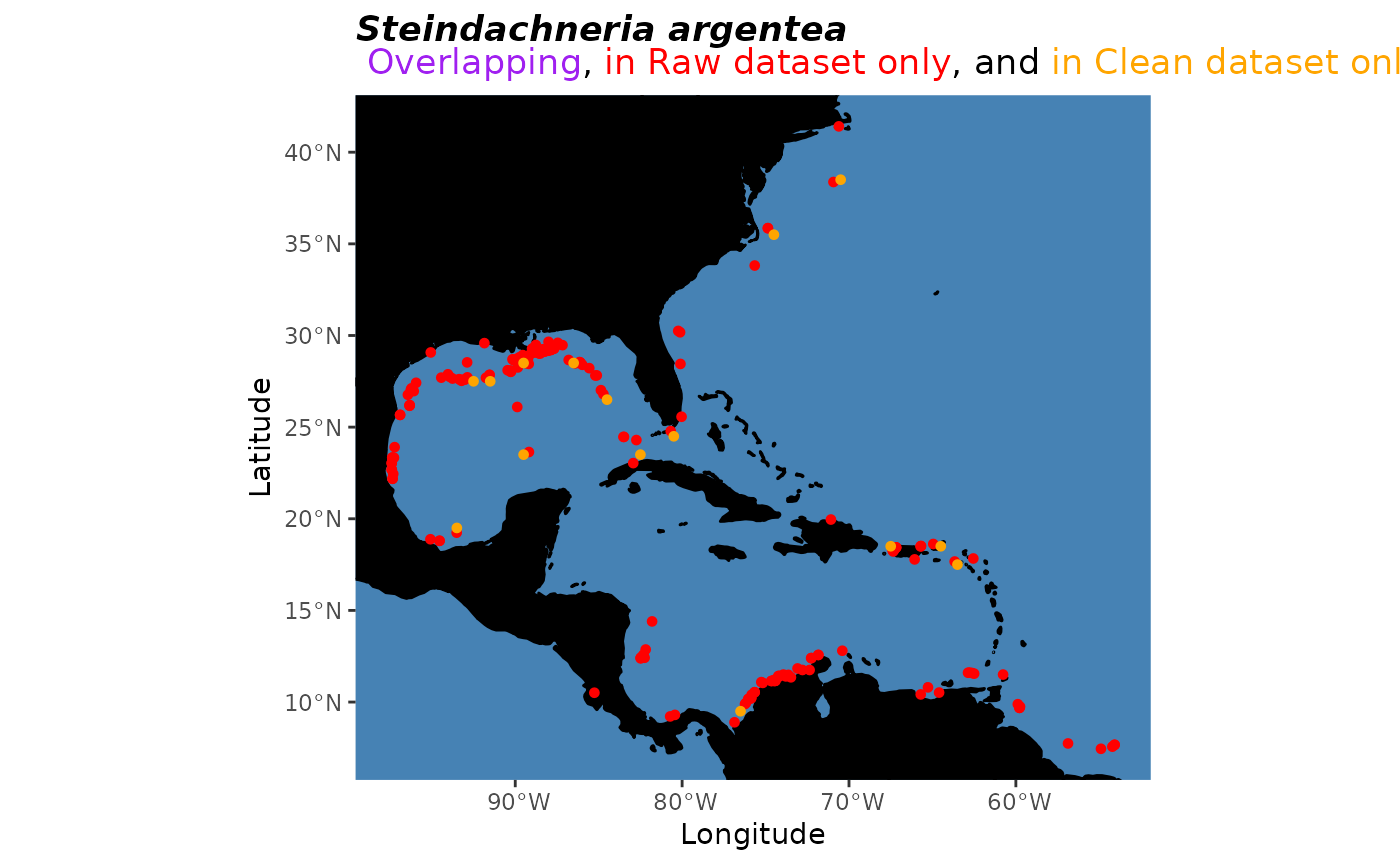 Steindachneria argentea
Overlapping, in Raw dataset only, and in Clean dataset onl
40°N
35°N
30°N
25°N
20°N
15°N
10°N
Latitude
90°W
80°W
70°W
60°W
Longitude